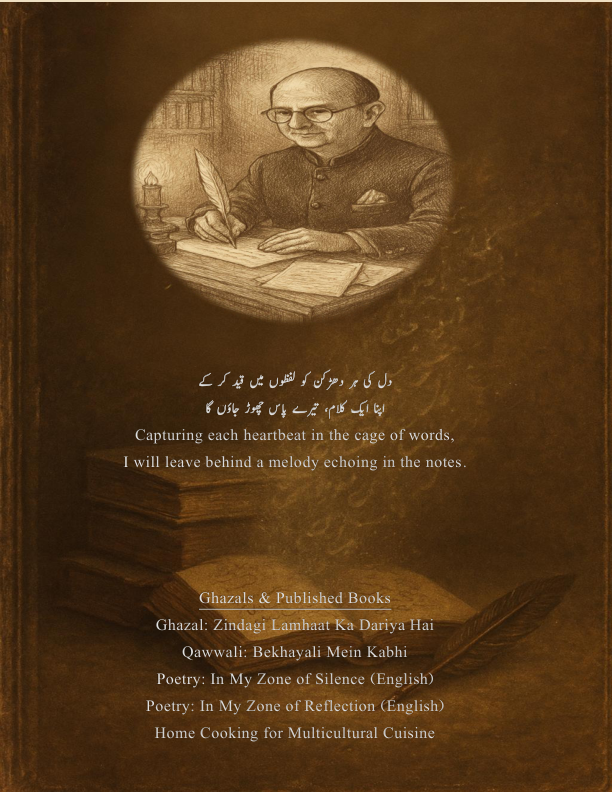 دل کی ہر دھڑکن کو لفظوں میں قید کر کے
اپنا ایک کلام، تیرے پاس چھوڑ جاؤں گا
Capturing each heartbeat in the cage of words,
I will leave behind a melody echoing in the notes.
Ghazals & Published Books
Ghazal: Zindagi Lamhaat Ka Dariya Hai
Qawwali: Bekhayali Mein Kabhi
Poetry: In My Zone of Silence (English)
Poetry: In My Zone of Reflection (English)
Home Cooking for Multicultural Cuisine